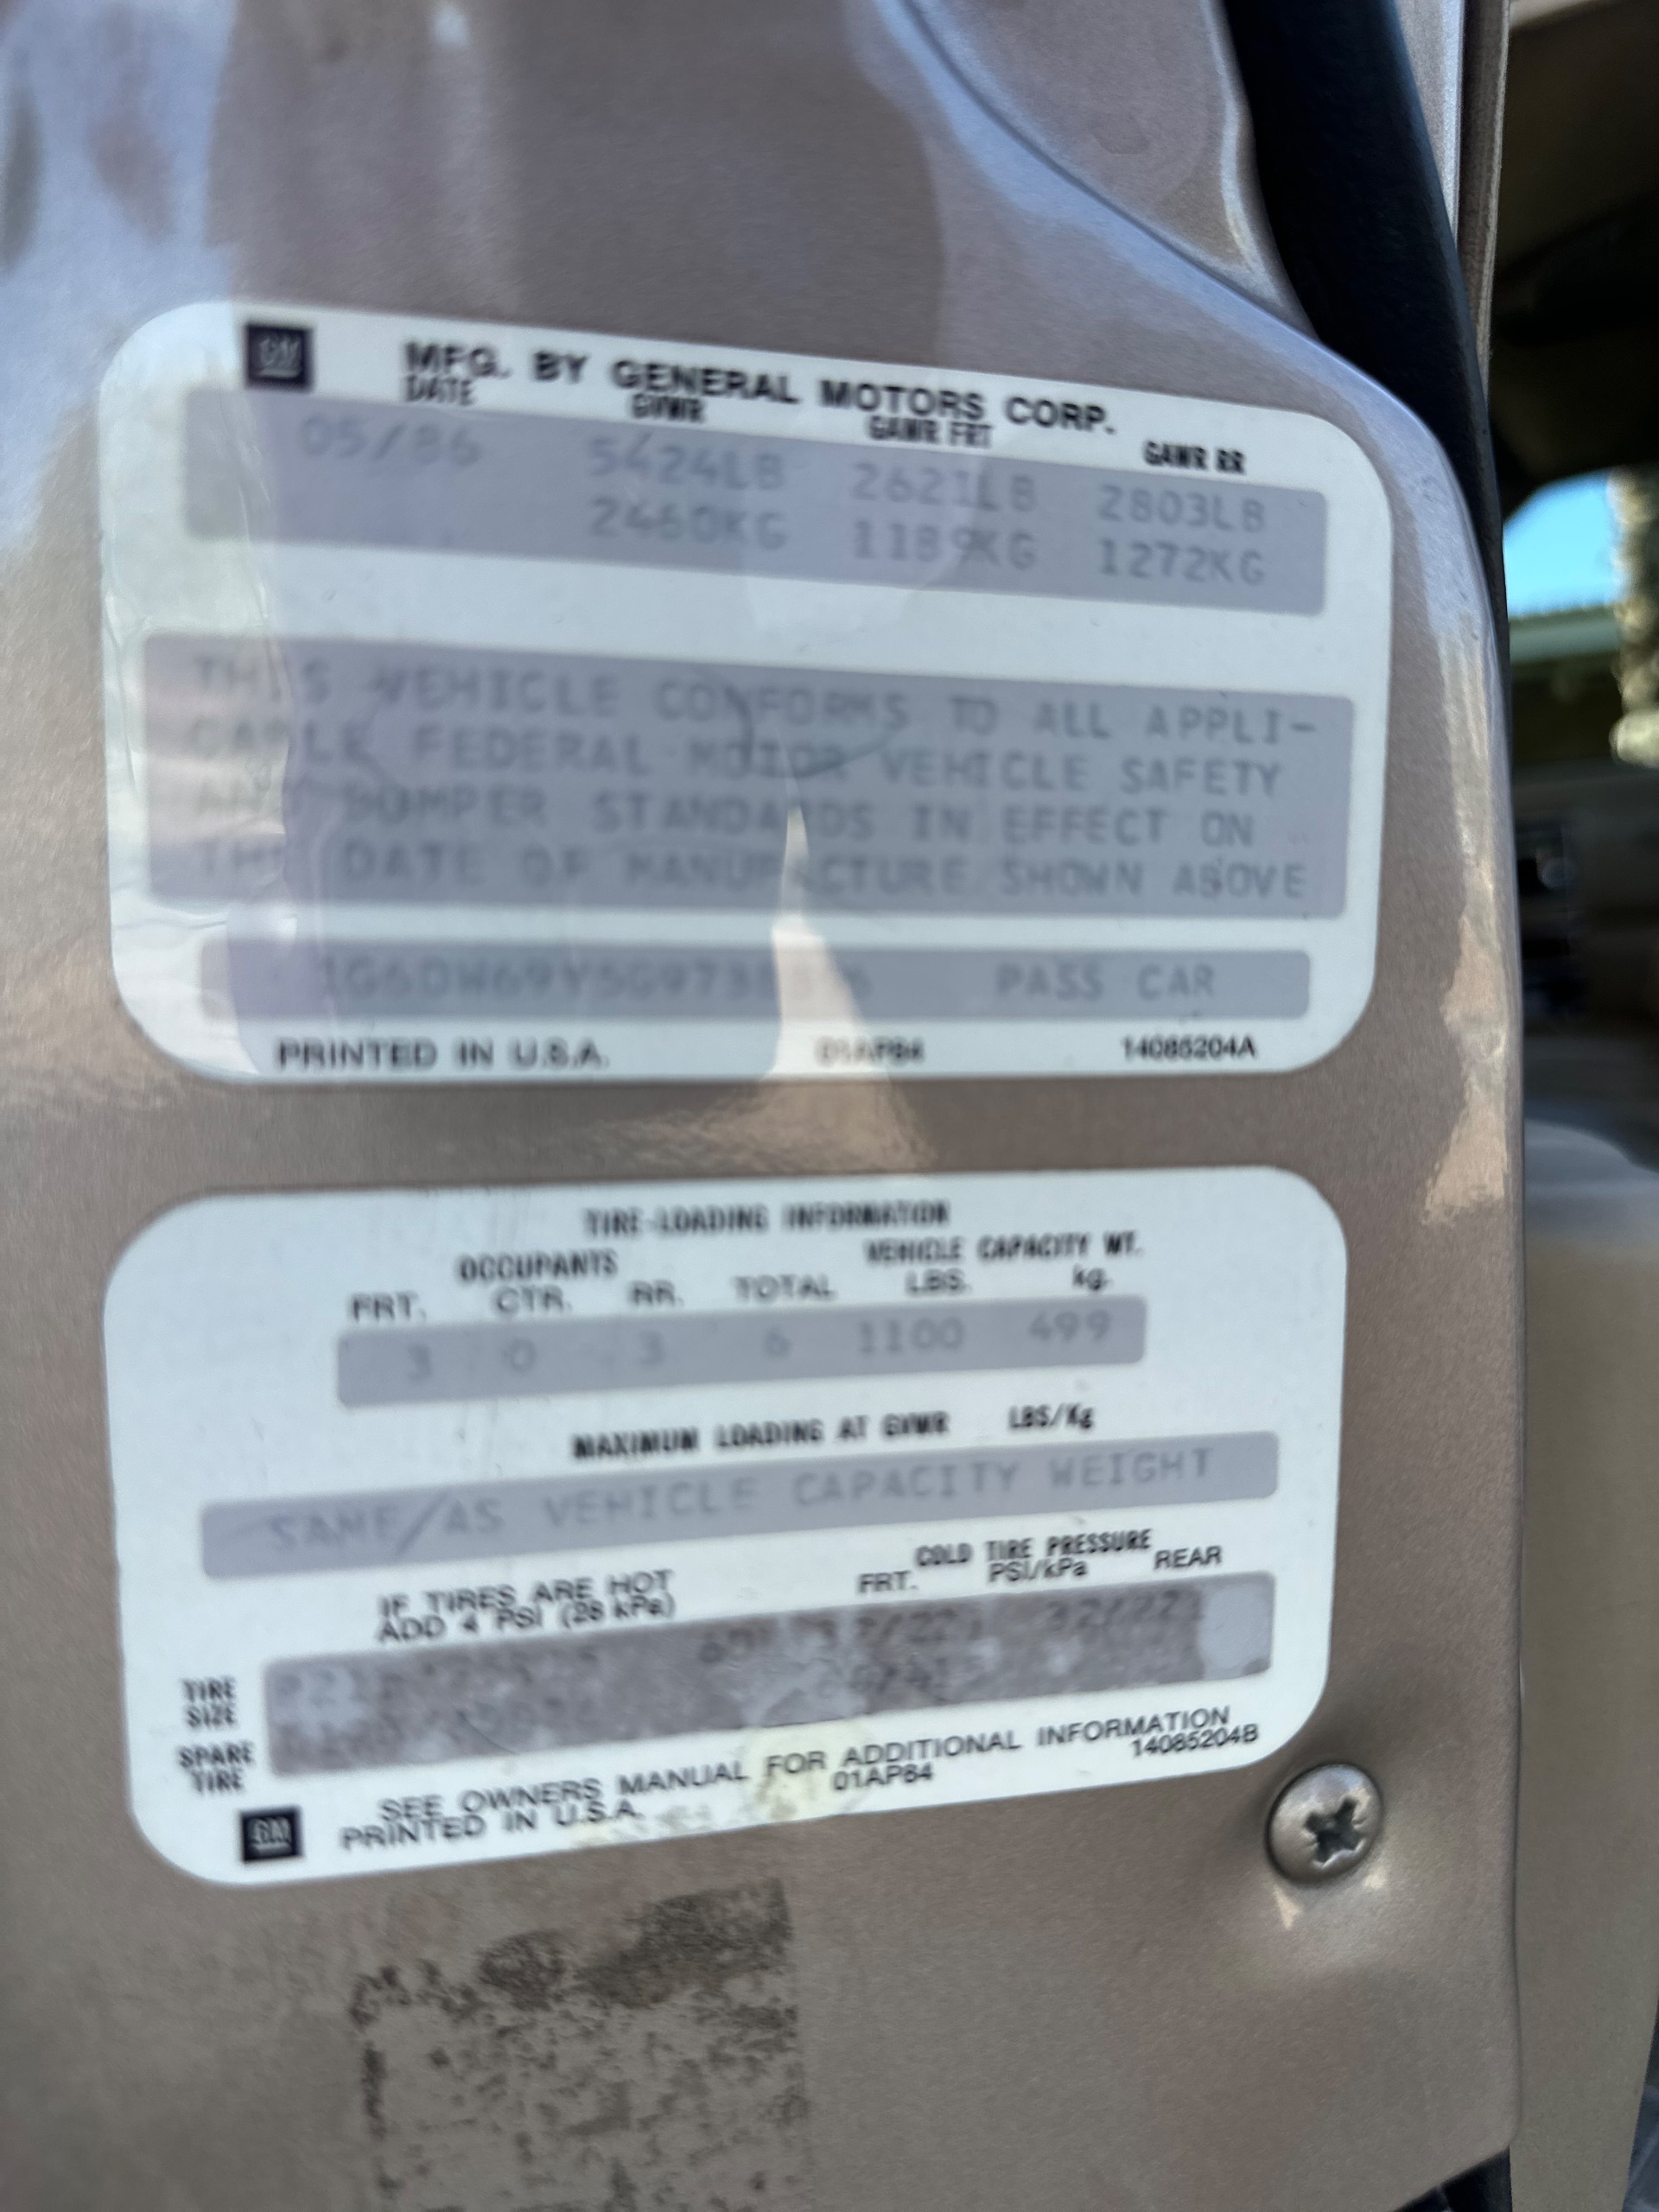 GM MFG. BY GENERAL MOTORS CORP.
DATE GVWR GAWR FRT GAWR RR
05/86 5424LB 2621LB 2803LB
2460KG 1189KG 1272KG
THIS VEHICLE CONFORMS TO ALL APPLI-
CABLE FEDERAL MOTOR VEHICLE SAFETY
AND BUMPER STANDARDS IN EFFECT ON
THE DATE OF MANUFACTURE SHOWN ABOVE
PASS CAR
PRINTED IN U.S.A. 01AP84 14085204A
TIRE-LOADING INFORMATION
OCCUPANTS VEHICLE CAPACITY WT.
FRT. CTR. RR. TOTAL LBS. kg.
3 0 3 6 1100 499
MAXIMUM LOADING AT GVWR LBS/Kg
SAME/AS VEHICLE CAPACITY WEIGHT
IF TIRES ARE HOT COLD TIRE PRESSURE
ADD 4 PSI (28 kPa) FRT. PSI/kPa REAR
TIRE
SIZE
SPARE
TIRE
SEE OWNERS MANUAL FOR ADDITIONAL INFORMATION
GM PRINTED IN U.S.A. 01AP84 14085204B